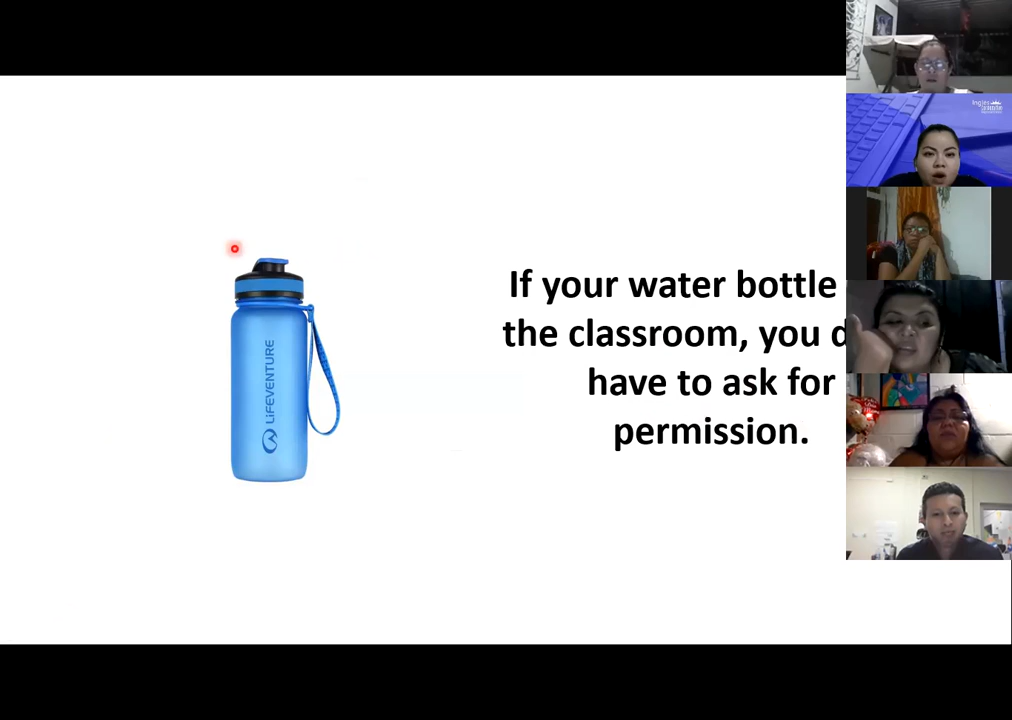 If your water bottle
the classroom, you
have to ask for
permission.
LiFEVENTURE